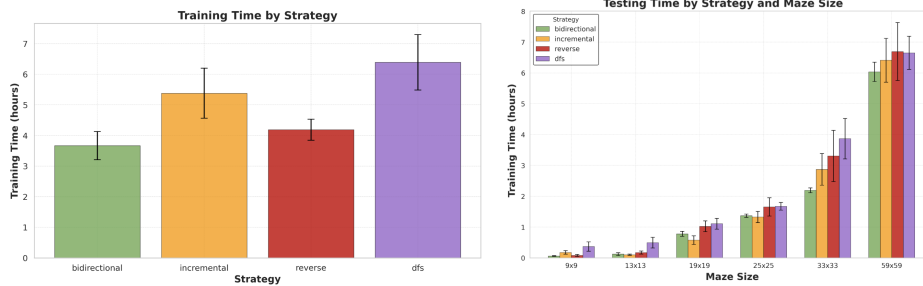 Training Time by Strategy
Training Time (hours)
7
6
5
4
3
2
1
0
bidirectional incremental reverse dfs
Strategy
Testing Time by Strategy and Maze Size
Training Time (hours)
8
7
6
5
4
3
2
1
0
Strategy
bidirectional
incremental
reverse
dfs
9x9 13x13 19x19 25x25 33x33 59x59
Maze Size